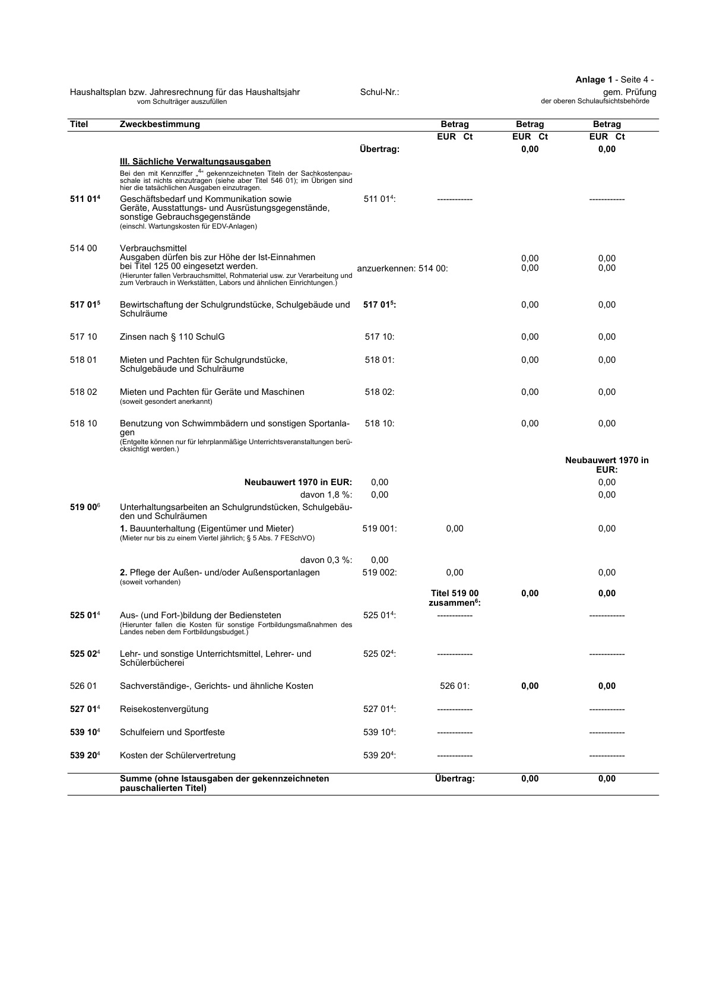 Anlage 1 - Seite 4 -
Haushaltsplan bzw. Jahresrechnung für das Haushaltsjahr Schul-Nr.: gem. Prüfung
vom Schulträger auszufüllen der oberen Schulaufsichtsbehörde
Titel Zweckbestimmung Betrag Betrag Betrag
EUR Ct EUR Ct EUR Ct
Übertrag: 0,00 0,00
III. Sächliche Verwaltungsausgaben
Bei den mit Kennziffer „⁴“ gekennzeichneten Titeln der Sachkostenpau-
schale ist nichts einzutragen (siehe aber Titel 546 01); im Übrigen sind
hier die tatsächlichen Ausgaben einzutragen.
511 01⁴ Geschäftsbedarf und Kommunikation sowie 511 01⁴: ------------ ------------
Geräte, Ausstattungs- und Ausrüstungsgegenstände,
sonstige Gebrauchsgegenstände
(einschl. Wartungskosten für EDV-Anlagen)
514 00 Verbrauchsmittel
Ausgaben dürfen bis zur Höhe der Ist-Einnahmen 0,00 0,00
bei Titel 125 00 eingesetzt werden. anzuerkennen: 514 00: 0,00 0,00
(Hierunter fallen Verbrauchsmittel, Rohmaterial usw. zur Verarbeitung und
zum Verbrauch in Werkstätten, Labors und ähnlichen Einrichtungen.)
517 01⁵ Bewirtschaftung der Schulgrundstücke, Schulgebäude und 517 01⁵: 0,00 0,00
Schulräume
517 10 Zinsen nach § 110 SchulG 517 10: 0,00 0,00
518 01 Mieten und Pachten für Schulgrundstücke, 518 01: 0,00 0,00
Schulgebäude und Schulräume
518 02 Mieten und Pachten für Geräte und Maschinen 518 02: 0,00 0,00
(soweit gesondert anerkannt)
518 10 Benutzung von Schwimmbädern und sonstigen Sportanla- 518 10: 0,00 0,00
gen
(Entgelte können nur für lehrplanmäßige Unterrichtsveranstaltungen berü-
cksichtigt werden.)
Neubauwert 1970 in
EUR:
Neubauwert 1970 in EUR: 0,00 0,00
davon 1,8 %: 0,00 0,00
519 00⁶ Unterhaltungsarbeiten an Schulgrundstücken, Schulgebäu-
den und Schulräumen
1. Bauunterhaltung (Eigentümer und Mieter) 519 001: 0,00 0,00
(Mieter nur bis zu einem Viertel jährlich; § 5 Abs. 7 FESchVO)
davon 0,3 %: 0,00
2. Pflege der Außen- und/oder Außensportanlagen 519 002: 0,00 0,00
(soweit vorhanden)
Titel 519 00 0,00 0,00
zusammen⁶:
525 01⁴ Aus- (und Fort-)bildung der Bediensteten 525 01⁴: ------------ ------------
(Hierunter fallen die Kosten für sonstige Fortbildungsmaßnahmen des
Landes neben dem Fortbildungsbudget.)
525 02⁴ Lehr- und sonstige Unterrichtsmittel, Lehrer- und 525 02⁴: ------------ ------------
Schülerbücherei
526 01 Sachverständige-, Gerichts- und ähnliche Kosten 526 01: 0,00 0,00
527 01⁴ Reisekostenvergütung 527 01⁴: ------------ ------------
539 10⁴ Schulfeiern und Sportfeste 539 10⁴: ------------ ------------
539 20⁴ Kosten der Schülervertretung 539 20⁴: ------------ ------------
Summe (ohne Istausgaben der gekennzeichneten Übertrag: 0,00 0,00
pauschalierten Titel)